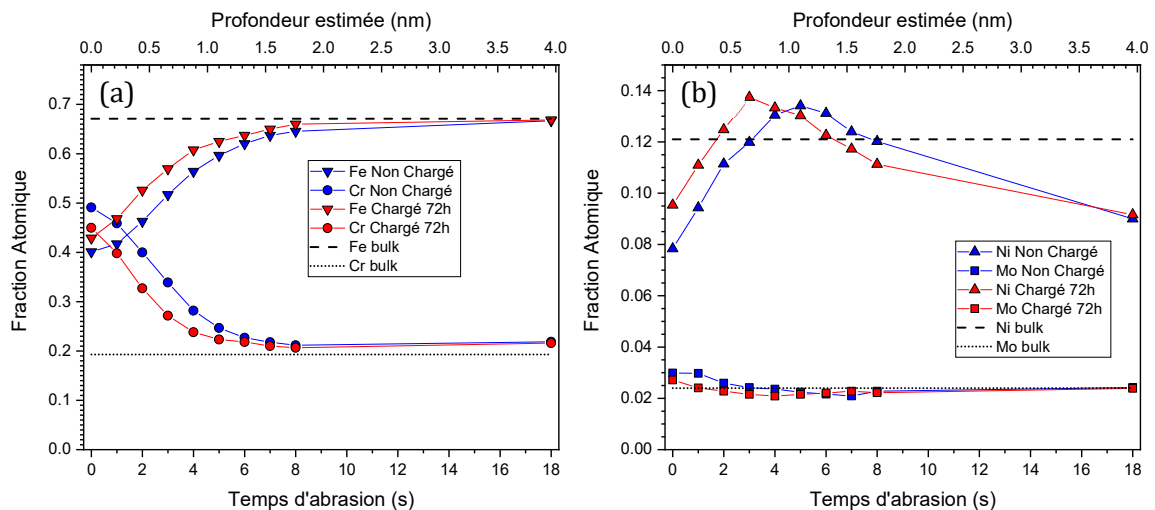 Profondeur estimée (nm)
0.0 0.5 1.0 1.5 2.0 2.5 3.0 3.5 4.0
(a)
0.7
0.6
0.5
0.4
0.3
0.2
0.1
0.0
Fraction Atomique
Fe Non Chargé
Cr Non Chargé
Fe Chargé 72h
Cr Chargé 72h
Fe bulk
Cr bulk
0 2 4 6 8 10 12 14 16 18
Temps d'abrasion (s)
Profondeur estimée (nm)
0.0 0.5 1.0 1.5 2.0 2.5 3.0 3.5 4.0
(b)
0.14
0.12
0.10
0.08
0.06
0.04
0.02
0.00
Fraction Atomique
Ni Non Chargé
Mo Non Chargé
Ni Chargé 72h
Mo Chargé 72h
Ni bulk
Mo bulk
0 2 4 6 8 10 12 14 16 18
Temps d'abrasion (s)